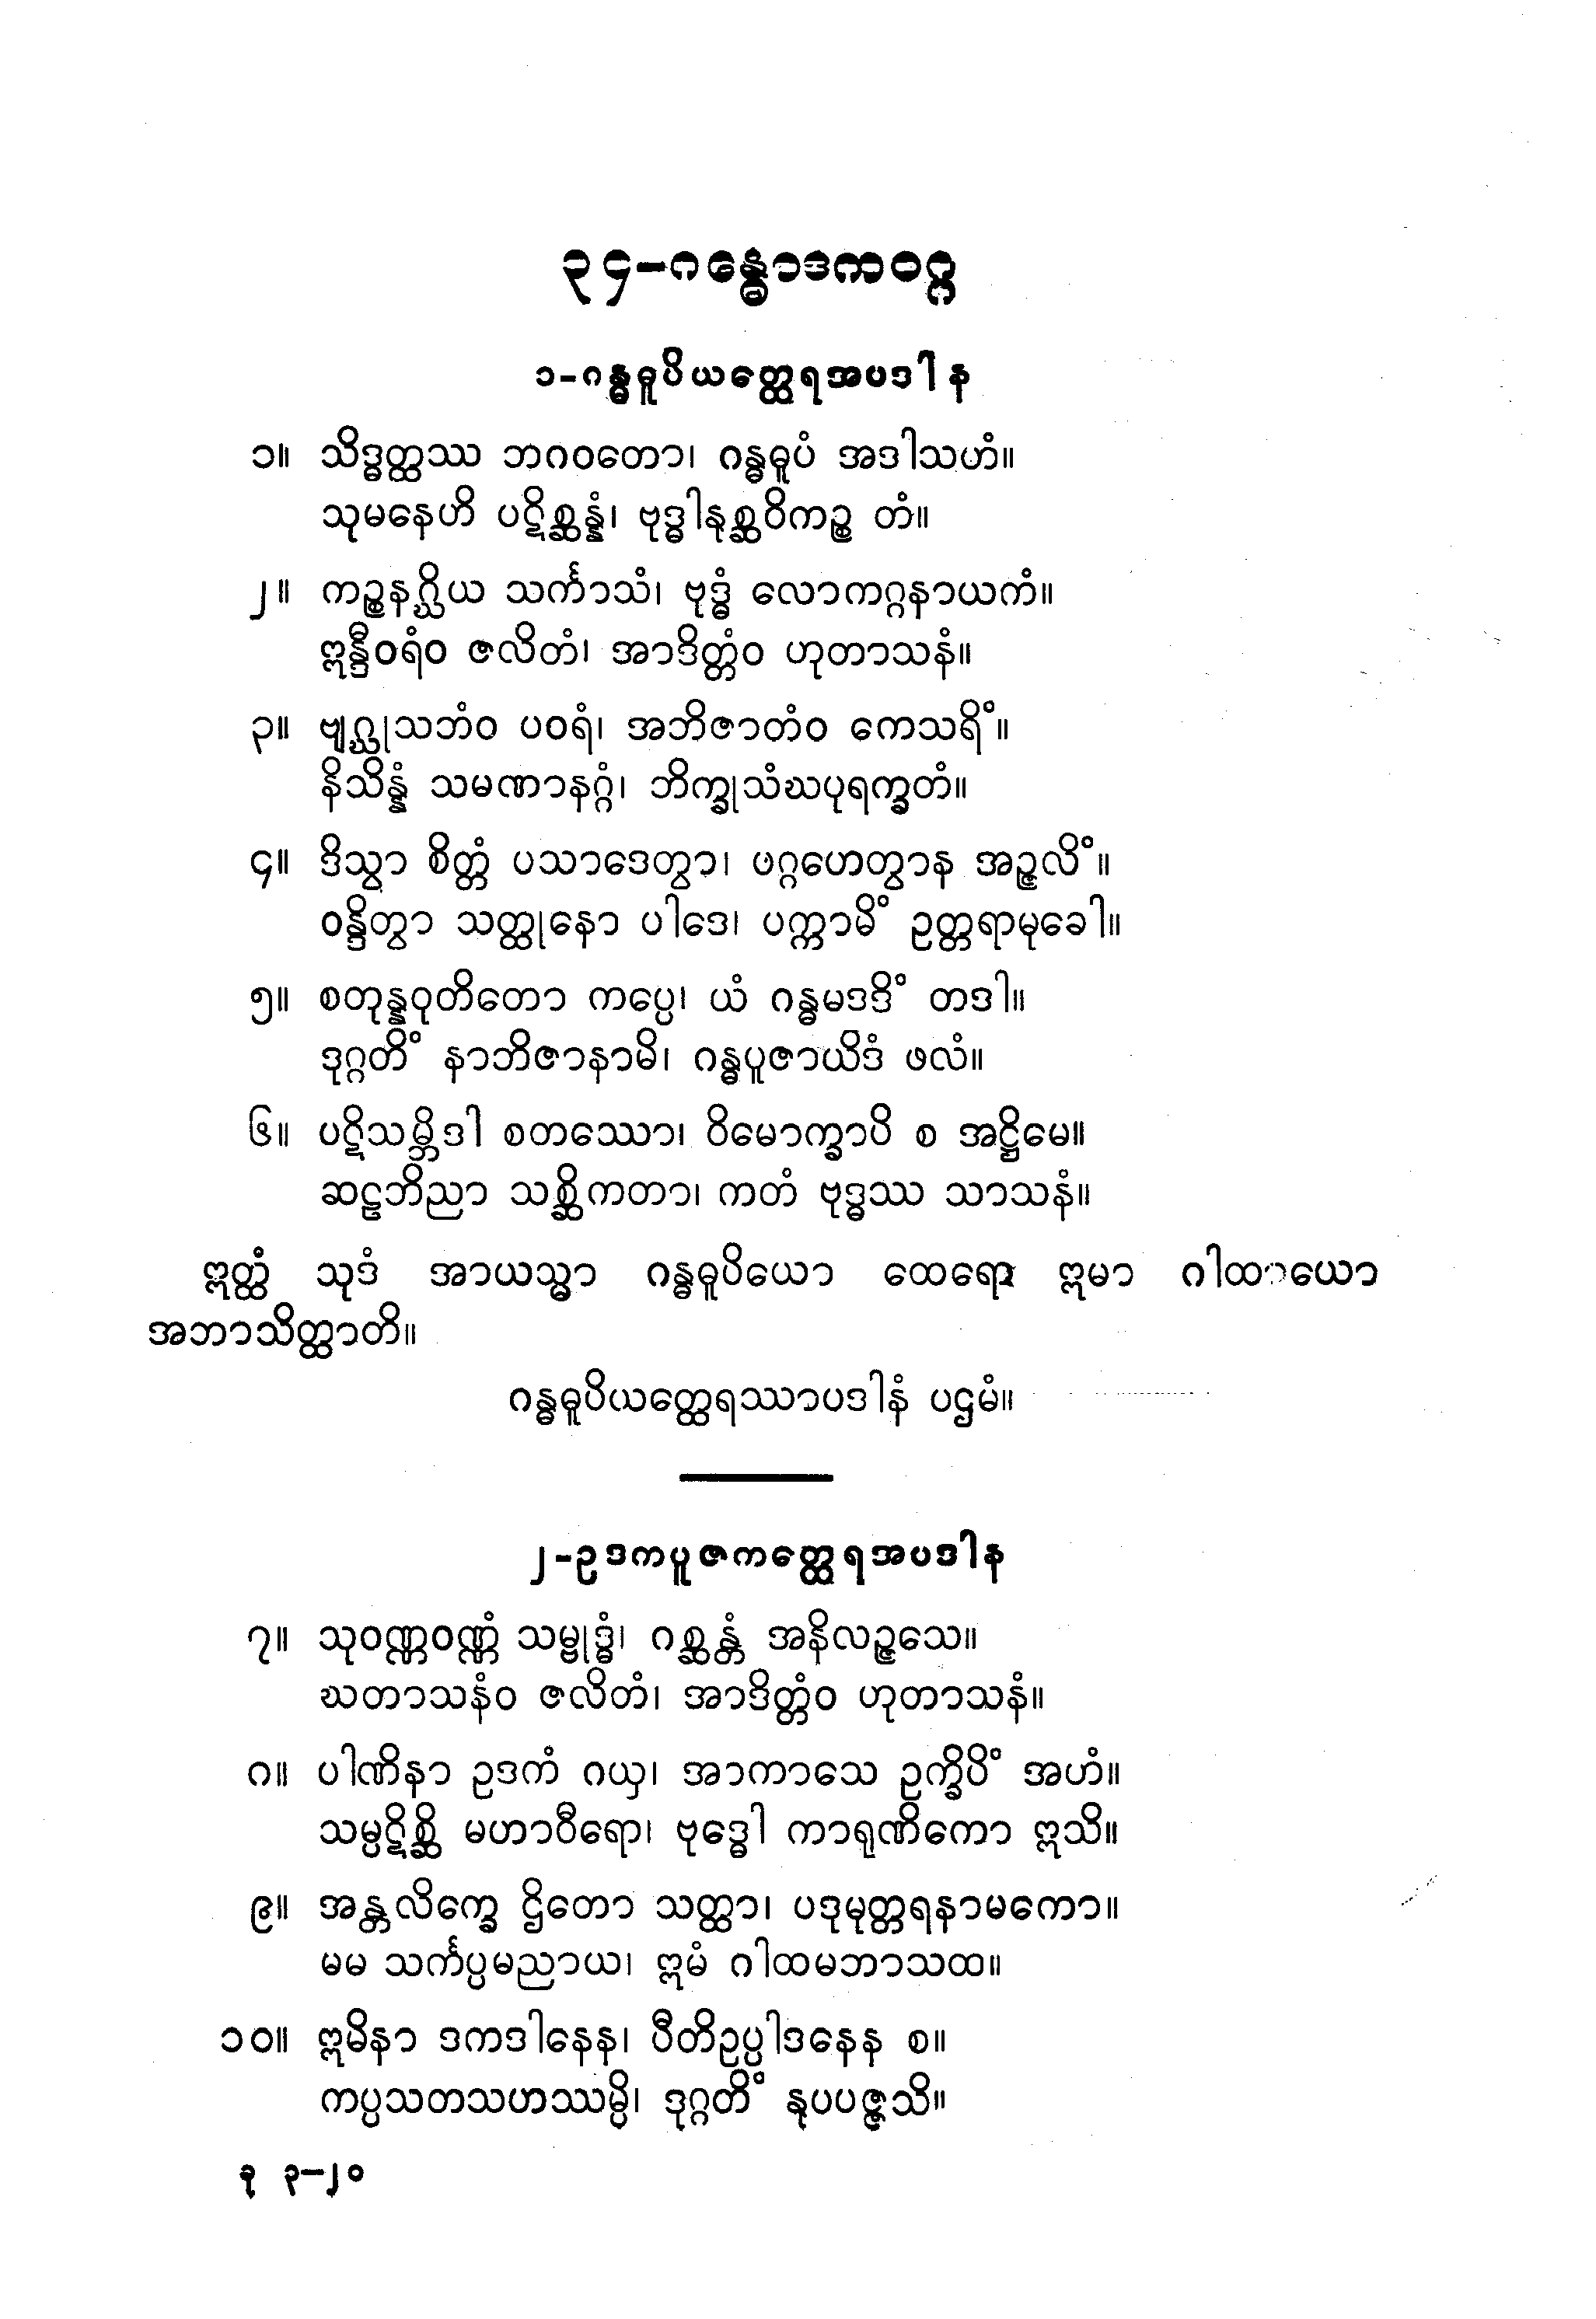 ၃၄-ဂန္ဓောဒကဝဂ္ဂ
၁-ဂန္ဓဓူပိယတ္ထေရအပဒါန
၁။ သိဒ္ဓတ္ထဿ ဘဂဝတော၊ ဂန္ဓဓူပံ အဒါသဟံ။
သုမနေဟိ ပဋိစ္ဆန္နံ၊ ဗုဒ္ဓါနုစ္ဆဝိကဉ္စ တံ။
၂။ ကဉ္စနဂ္ဃိယ သင်္ကာသံ၊ ဗုဒ္ဓံ လောကဂ္ဂနာယကံ။
ဣန္ဒီဝရံဝ ဇလိတံ၊ အာဒိတ္တံဝ ဟုတာသနံ။
၃။ ဗျဂ္ဃုသဘံဝ ပဝရံ၊ အဘိဇာတံဝ ကေသရိံ။
နိသိန္နံ သမဏာနဂ္ဂံ၊ ဘိက္ခုသံဃပုရက္ခတံ။
၄။ ဒိသွာ စိတ္တံ ပသာဒေတွာ၊ ဖဂ္ဂဟေတွာန အဉ္ဇလိံ။
ဝန္ဒိတွာ သတ္ထုနော ပါဒေ၊ ပက္ကာမိံ ဥတ္တရာမုခေါ။
၅။ စတုန္နဝုတိတော ကပ္ပေ၊ ယံ ဂန္ဓမဒဒိံ တဒါ။
ဒုဂ္ဂတိံ နာဘိဇာနာမိ၊ ဂန္ဓပူဇာယိဒံ ဖလံ။
၆။ ပဋိသမ္ဘိဒါ စတဿော၊ ဝိမောက္ခာပိ စ အဋ္ဌိမေ။
ဆဠဘိညာ သစ္ဆိကတာ၊ ကတံ ဗုဒ္ဓဿ သာသနံ။
ဣတ္ထံ သုဒံ အာယသ္မာ ဂန္ဓဓူပိယော ထေရော ဣမာ ဂါထာယော
အဘာသိတ္ထာတိ။
ဂန္ဓဓူပိယတ္ထေရဿာပဒါနံ ပဌမံ။
၂-ဥဒကပူဇကတ္ထေရအပဒါန
၇။ သုဝဏ္ဏဝဏ္ဏံ သမ္ဗုဒ္ဓံ၊ ဂစ္ဆန္တံ အနိလဉ္ဇသေ။
ဃတာသနံဝ ဇလိတံ၊ အာဒိတ္တံဝ ဟုတာသနံ။
၈။ ပါဏိနာ ဥဒကံ ဂယှ၊ အာကာသေ ဥက္ခိပိံ အဟံ။
သမ္ပဋိစ္ဆိ မဟာဝီရော၊ ဗုဒ္ဓေါ ကာရုဏိကော ဣသိ။
၉။ အန္တလိက္ခေ ဌိတော သတ္ထာ၊ ပဒုမုတ္တရနာမကော။
မမ သင်္ကပ္ပမညာယ၊ ဣမံ ဂါထမဘာသထ။
၁၀။ ဣမိနာ ဒကဒါနေန၊ ပီတိဥပ္ပါဒနေန စ။
ကပ္ပသတသဟဿမ္ပိ၊ ဒုဂ္ဂတိံ နုပပဇ္ဇသိ။
ခု ၃-၂၀